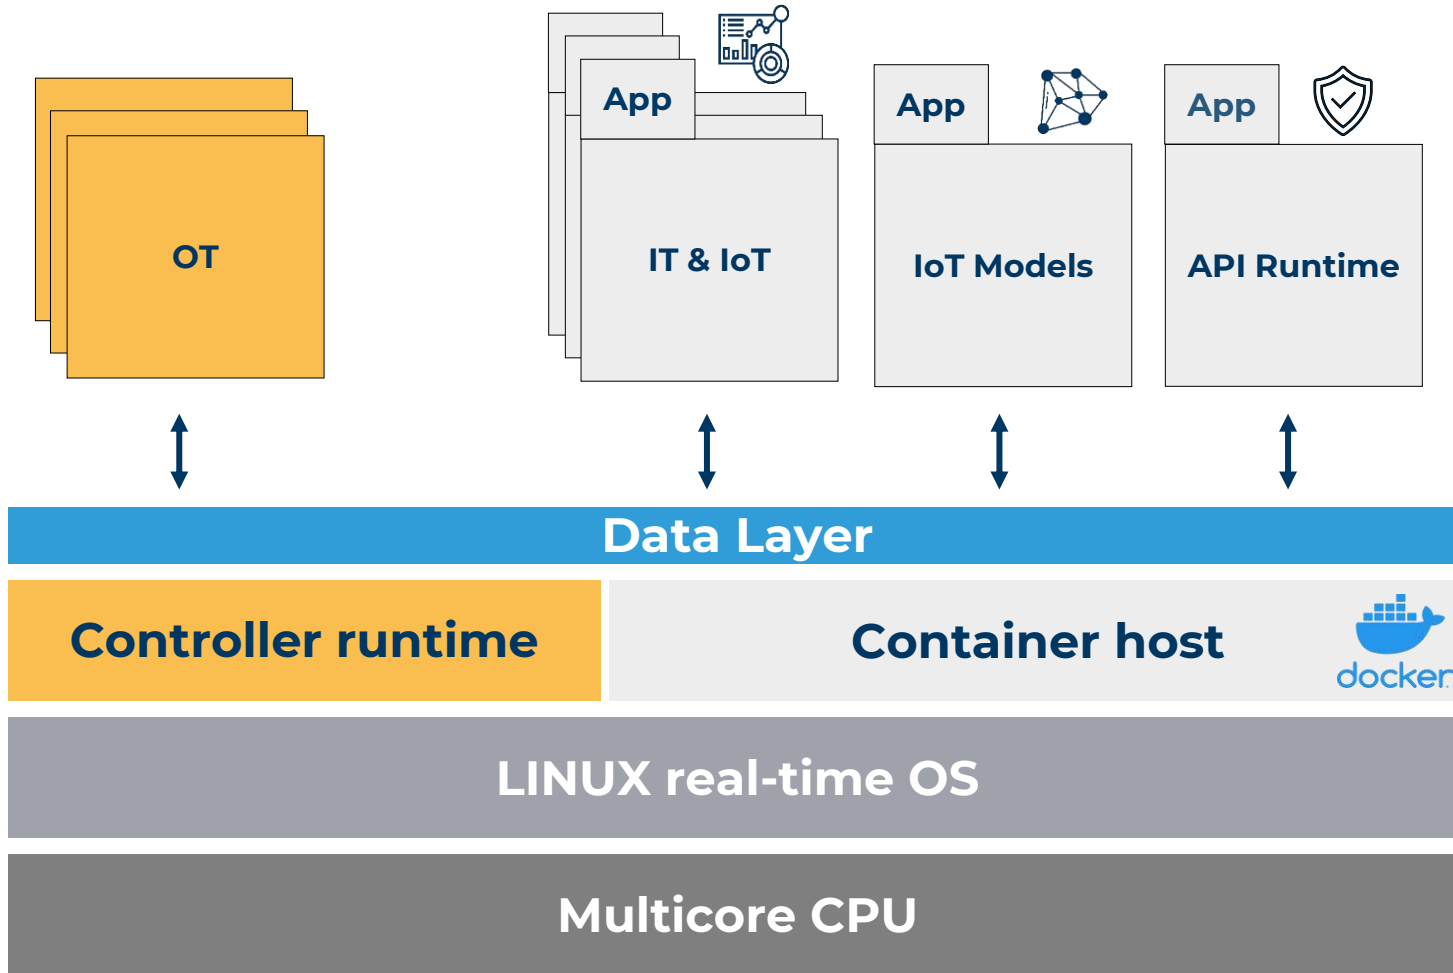 App
App
App
OT
IT & IoT
IoT Models
API Runtime
Data Layer
Controller runtime
Container host
docker
LINUX real-time OS
Multicore CPU